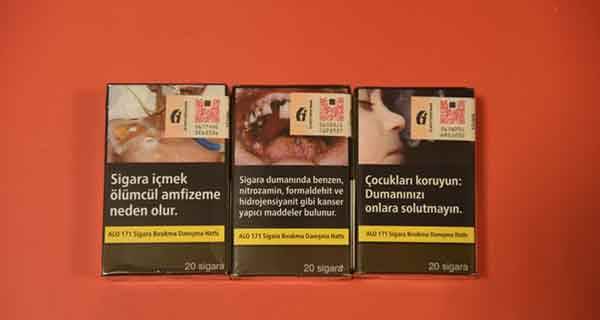 Sigara içmek
ölümcül amfizeme
neden olur.
ALO 171 Sigara Bırakma Danışma Hattı
20 sigara
Sigara dumanında benzen,
nitrozamin, formaldehit ve
hidrojensiyanit gibi kanser
yapıcı maddeler bulunur.
ALO 171 Sigara Bırakma Danışma Hattı
20 sigara
Çocukları koruyun:
Dumanınızı
onlara solutmayın.
ALO 171 Sigara Bırakma Danışma Hattı
20 sigara